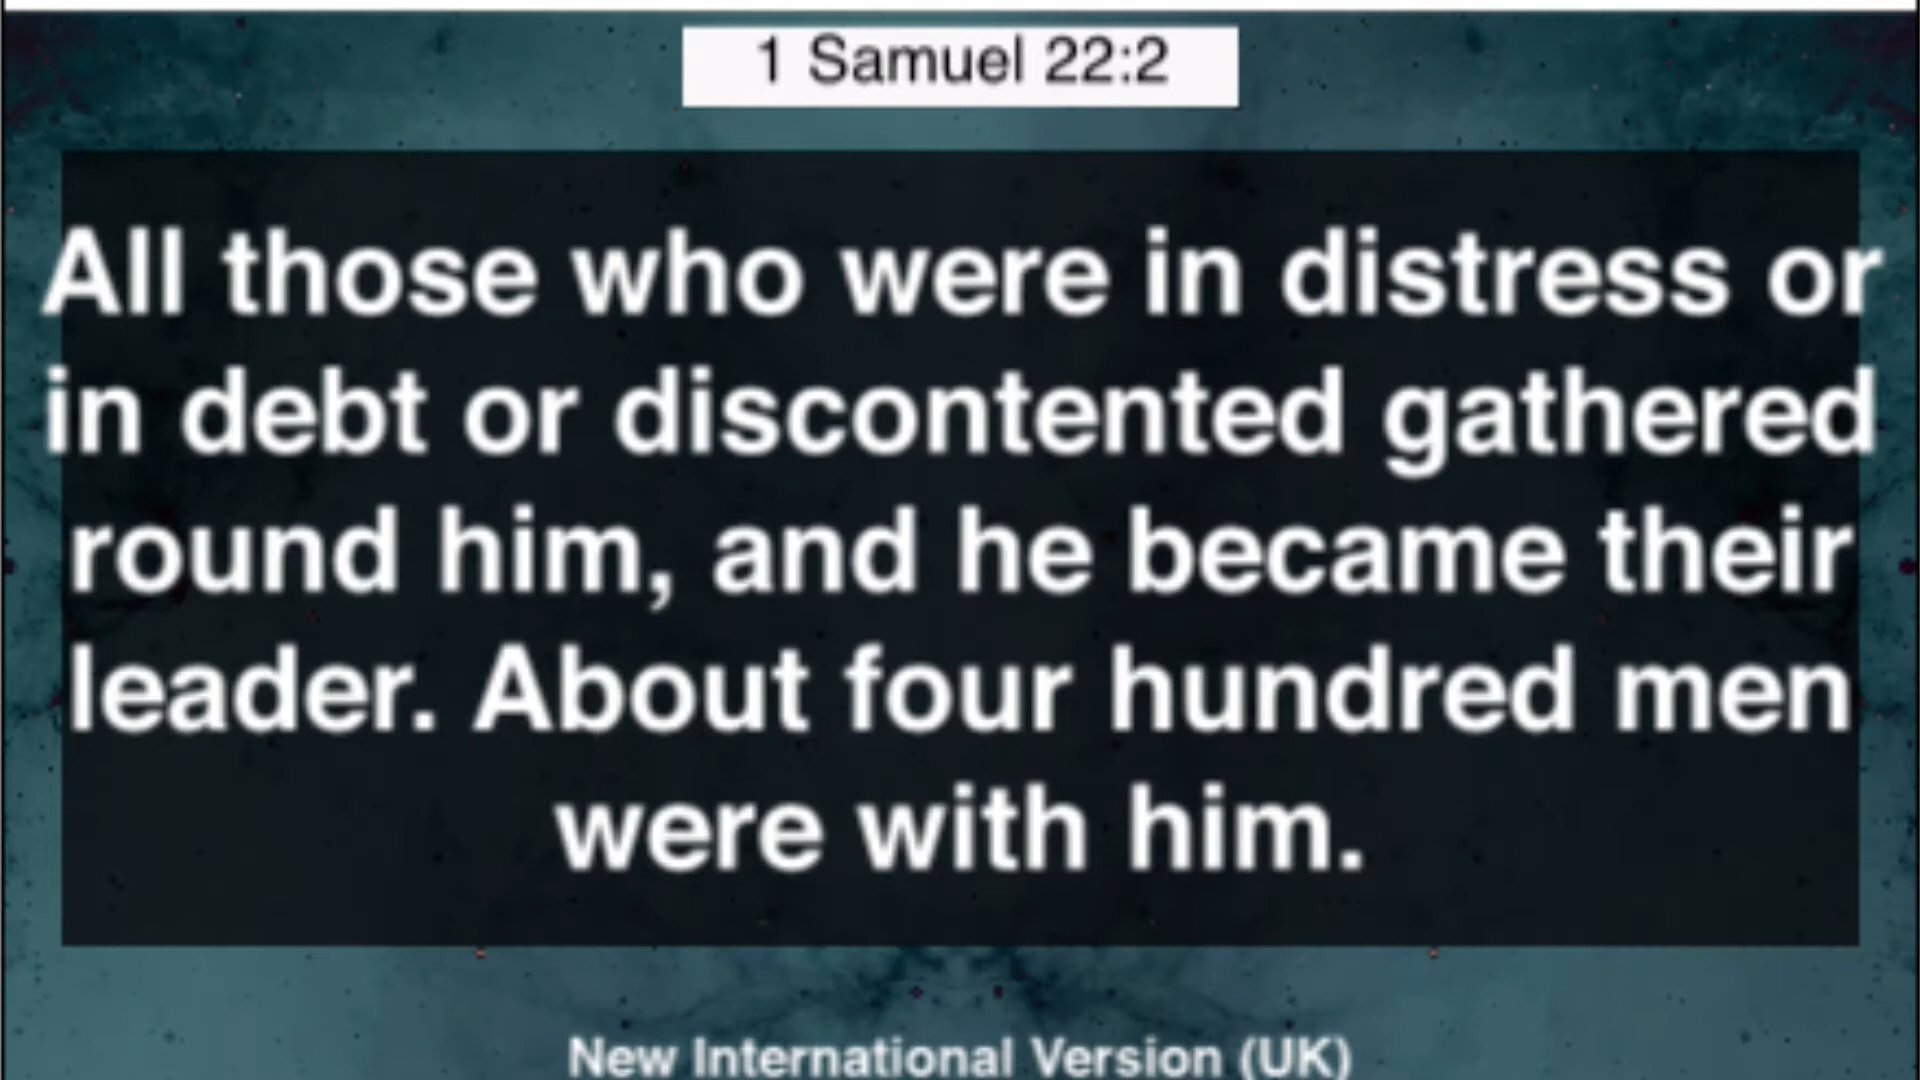 1 Samuel 22:2
All those who were in distress or
in debt or discontented gathered
round him, and he became their
leader. About four hundred men
were with him.
New International Version (UK)